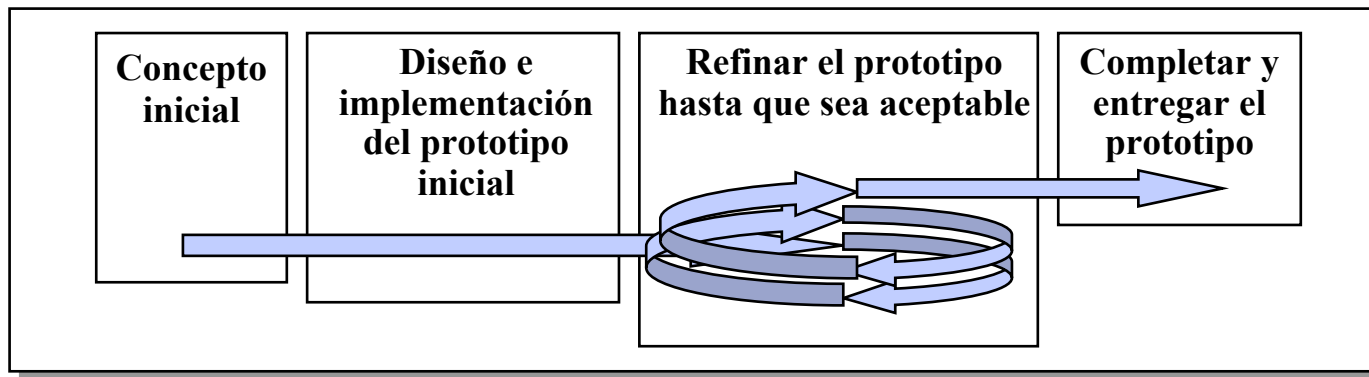 Concepto
inicial
Diseño e
implementación
del prototipo
inicial
Refinar el prototipo
hasta que sea aceptable
Completar y
entregar el
prototipo